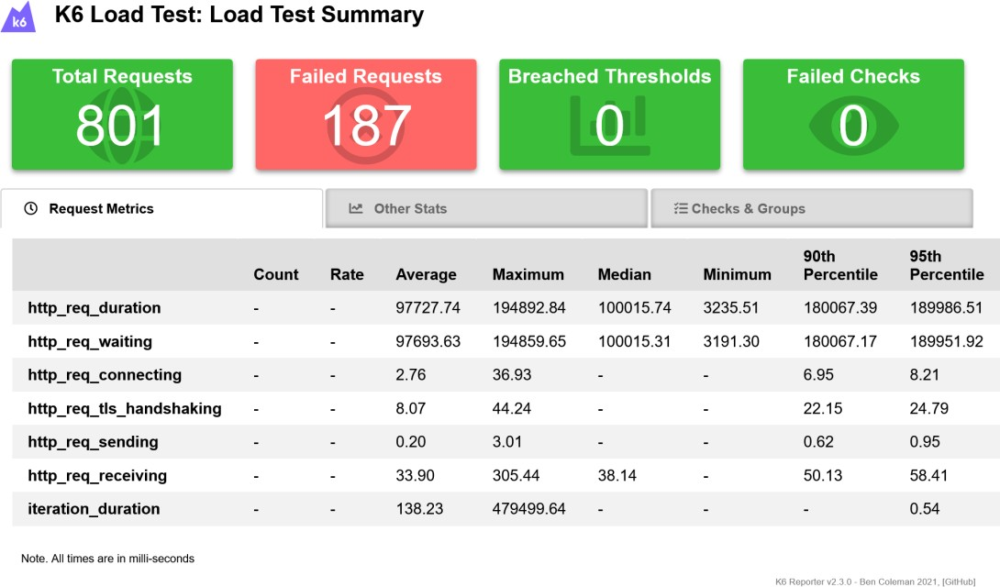 k6 K6 Load Test: Load Test Summary
Total Requests Failed Requests Breached Thresholds Failed Checks
801 187 0 0
Request Metrics Other Stats Checks & Groups
Count Rate Average Maximum Median Minimum 90th Percentile 95th Percentile
http_req_duration - - 97727.74 194892.84 100015.74 3235.51 180067.39 189986.51
http_req_waiting - - 97693.63 194859.65 100015.31 3191.30 180067.17 189951.92
http_req_connecting - - 2.76 36.93 - - 6.95 8.21
http_req_tls_handshaking - - 8.07 44.24 - - 22.15 24.79
http_req_sending - - 0.20 3.01 - - 0.62 0.95
http_req_receiving - - 33.90 305.44 38.14 - 50.13 58.41
iteration_duration - - 138.23 479499.64 - - - 0.54
Note. All times are in milli-seconds
K6 Reporter v2.3.0 - Ben Coleman 2021, [GitHub]